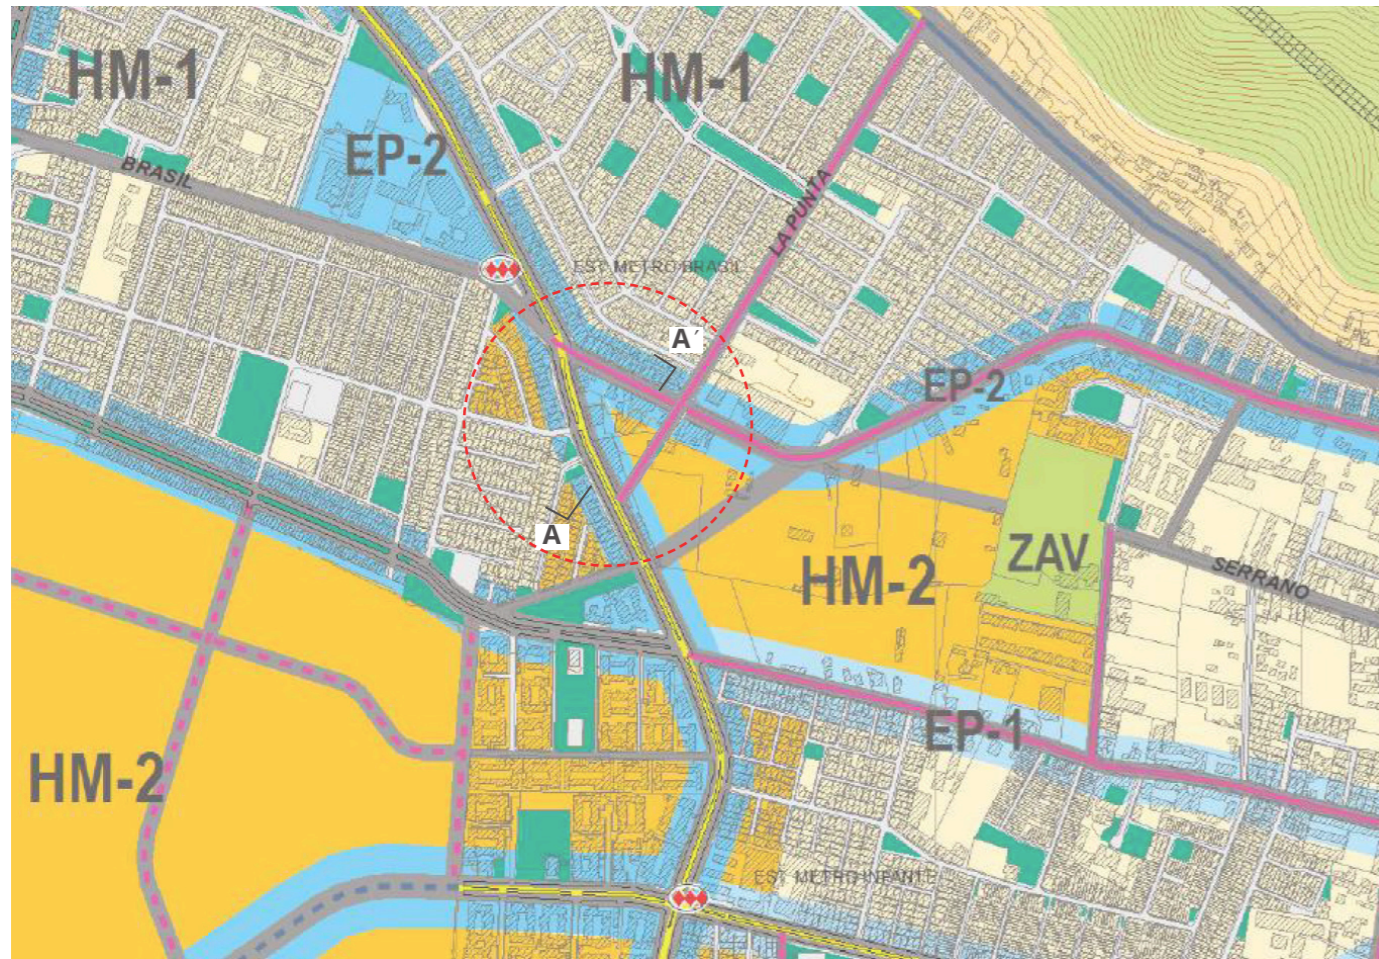 HM-1
HM-1
EP-2
BRASIL
LA PUNTA
EST. METRO BRASIL
A´
EP-2
A
ZAV
HM-2
SERRANO
EP-1
HM-2
EST. METRO INFANTE